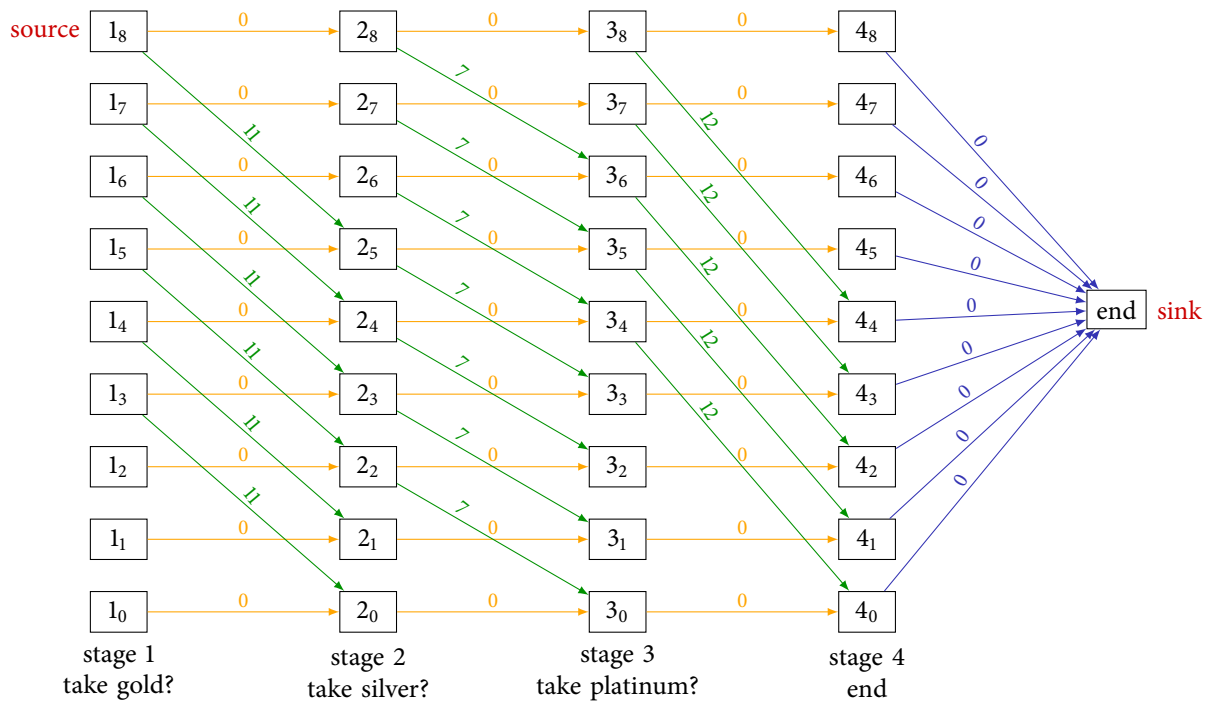 source 1₈ 0 2₈ 0 3₈ 0 4₈
7
1₇ 0 2₇ 0 3₇ 0 4₇
11 7 12 0
1₆ 0 2₆ 0 3₆ 0 4₆ 0
11 7 12 0
1₅ 0 2₅ 0 3₅ 0 4₅ 0
11 7 12
1₄ 0 2₄ 0 3₄ 0 4₄ 0 end sink
11 7 12 0
1₃ 0 2₃ 0 3₃ 0 4₃ 0
11 7 12 0
1₂ 0 2₂ 0 3₂ 0 4₂ 0
11 7
1₁ 0 2₁ 0 3₁ 0 4₁
1₀ 0 2₀ 0 3₀ 0 4₀
stage 1
take gold?
stage 2
take silver?
stage 3
take platinum?
stage 4
end